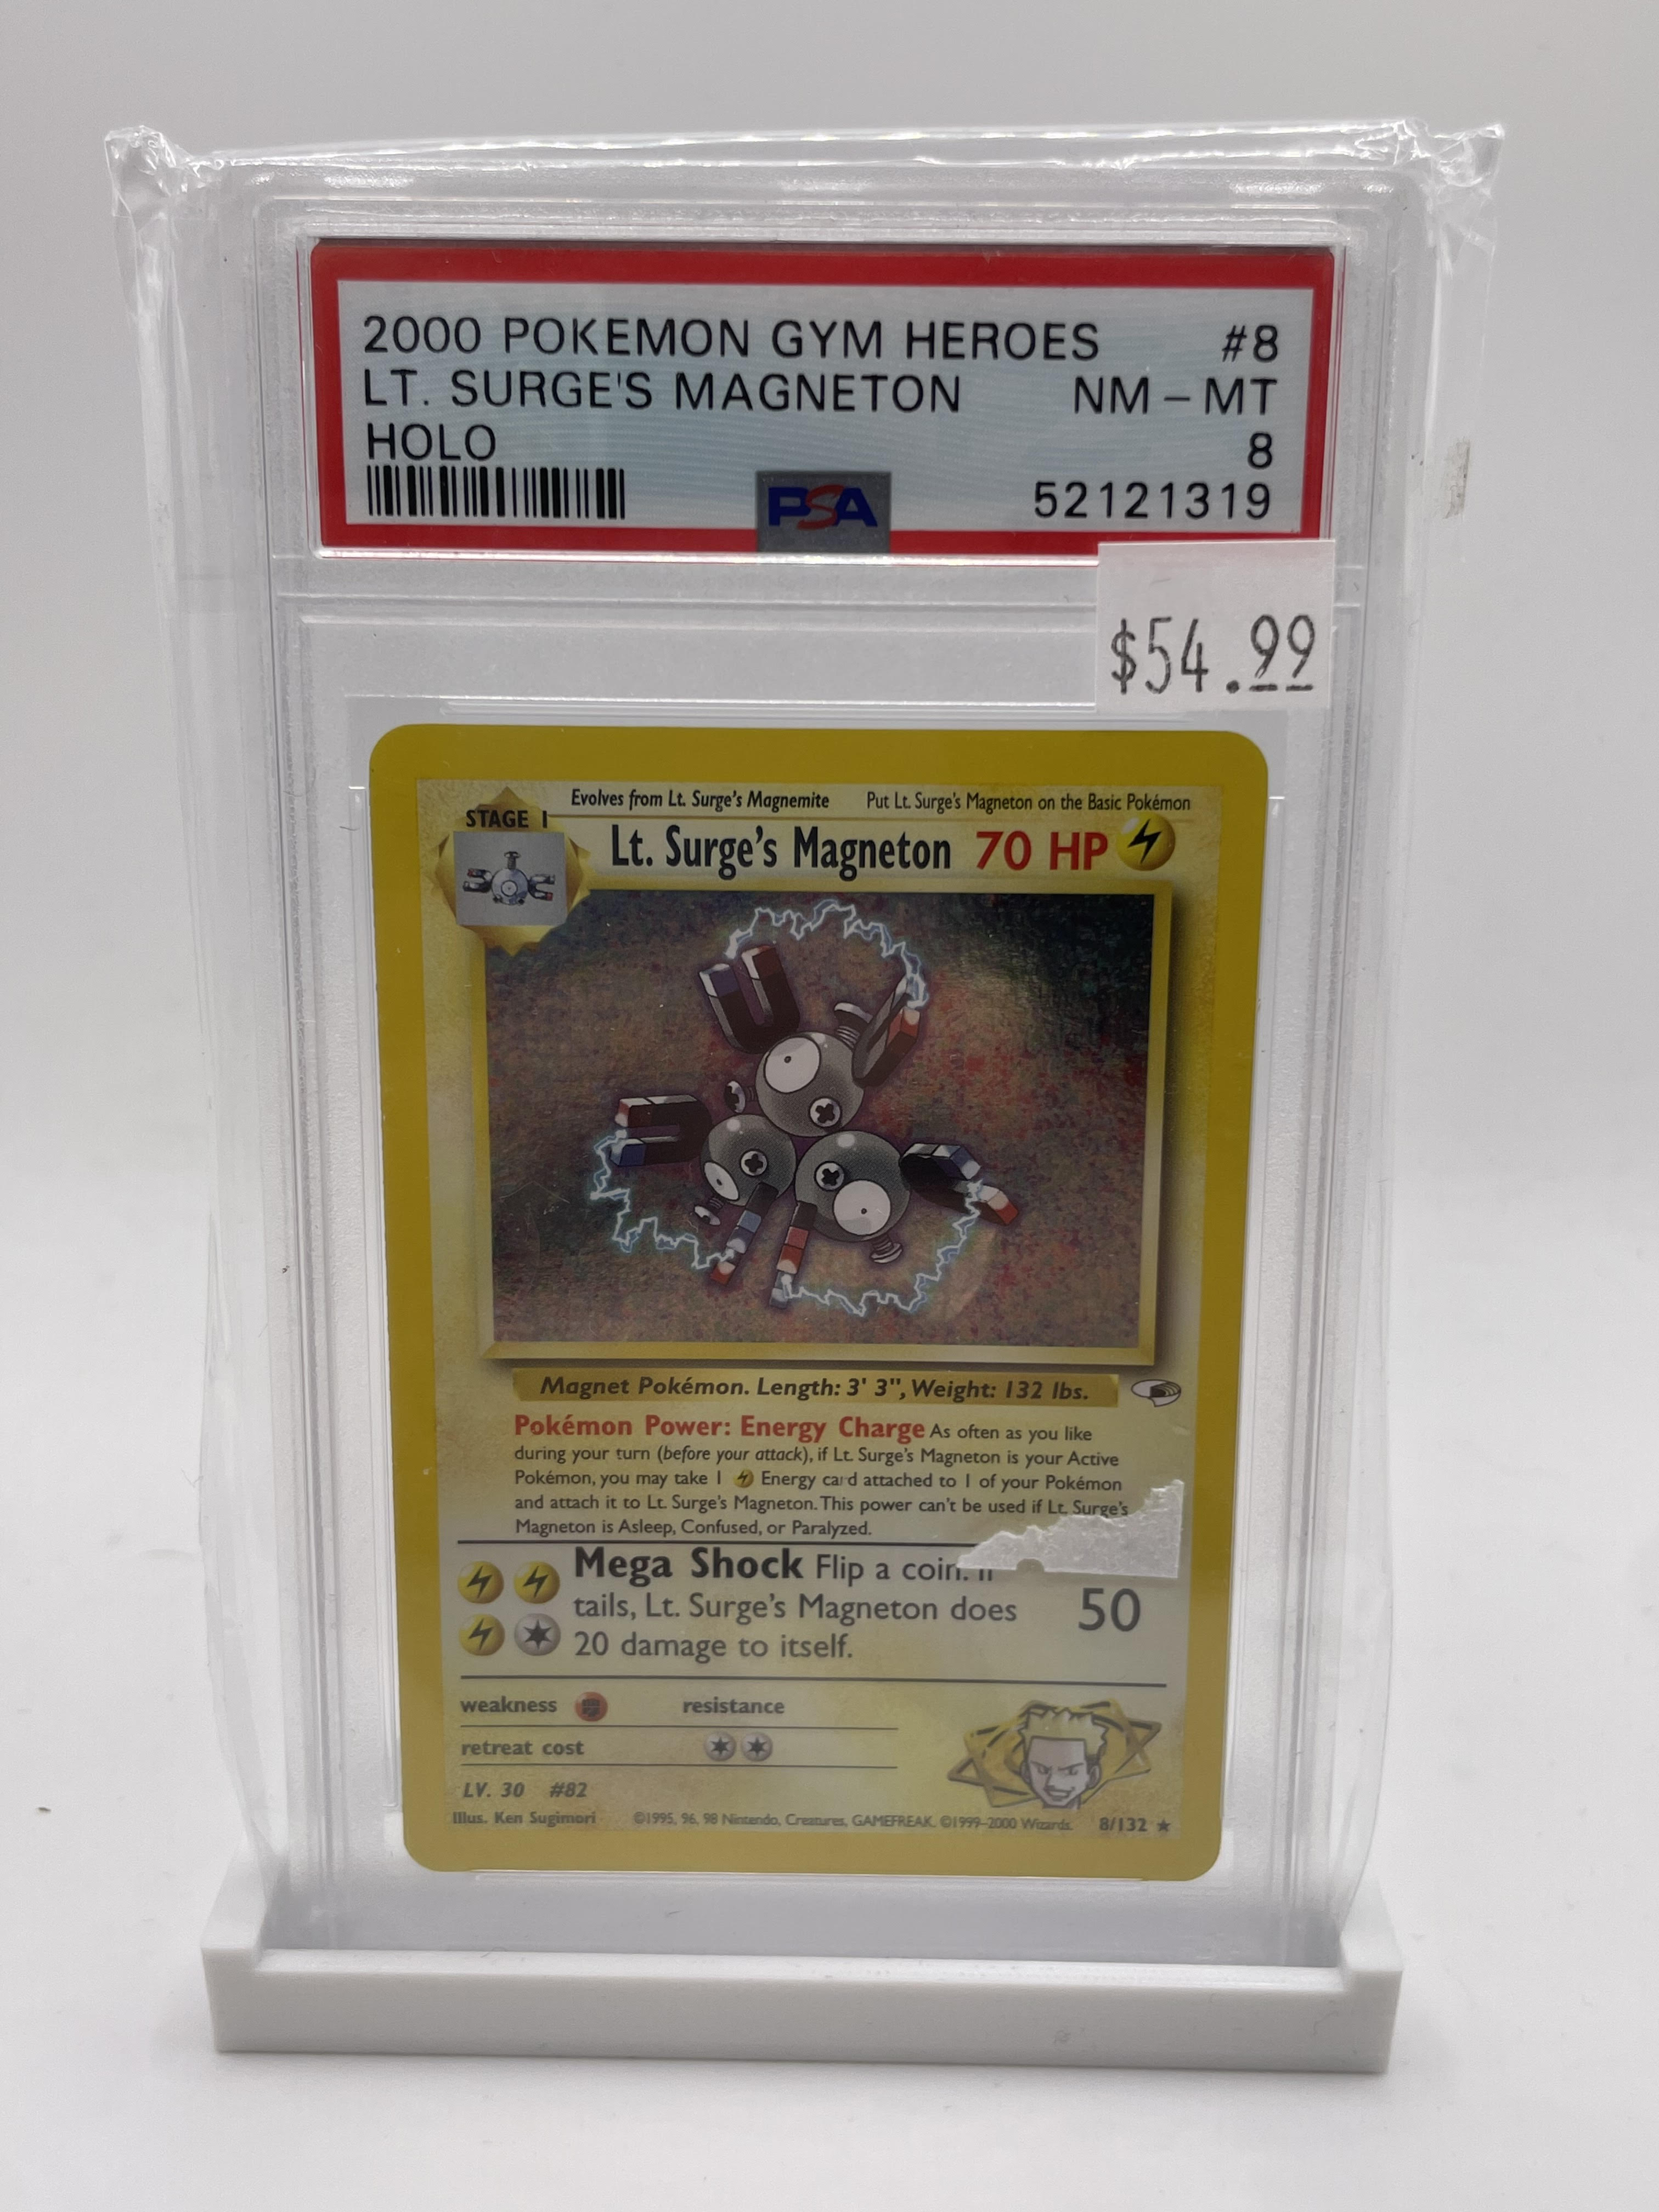 2000 POKEMON GYM HEROES #8
LT. SURGE'S MAGNETON NM - MT
HOLO 8
PSA 52121319
$54.99
Evolves from Lt. Surge's Magnemite Put Lt. Surge's Magneton on the Basic Pokémon
STAGE 1
Lt. Surge's Magneton 70 HP
Magnet Pokémon. Length: 3' 3", Weight: 132 lbs.
Pokémon Power: Energy Charge As often as you like
during your turn (before your attack), if Lt. Surge's Magneton is your Active
Pokémon, you may take 1 Energy card attached to 1 of your Pokémon
and attach it to Lt. Surge's Magneton. This power can't be used if Lt. Surge's
Magneton is Asleep, Confused, or Paralyzed.
Mega Shock Flip a coin.
tails, Lt. Surge's Magneton does 50
20 damage to itself.
weakness resistance
retreat cost
LV. 30 #82
Illus. Ken Sugimori ©1995, 96, 98 Nintendo, Creatures, GAMEFREAK. ©1999-2000 Wizards. 8/132 ★